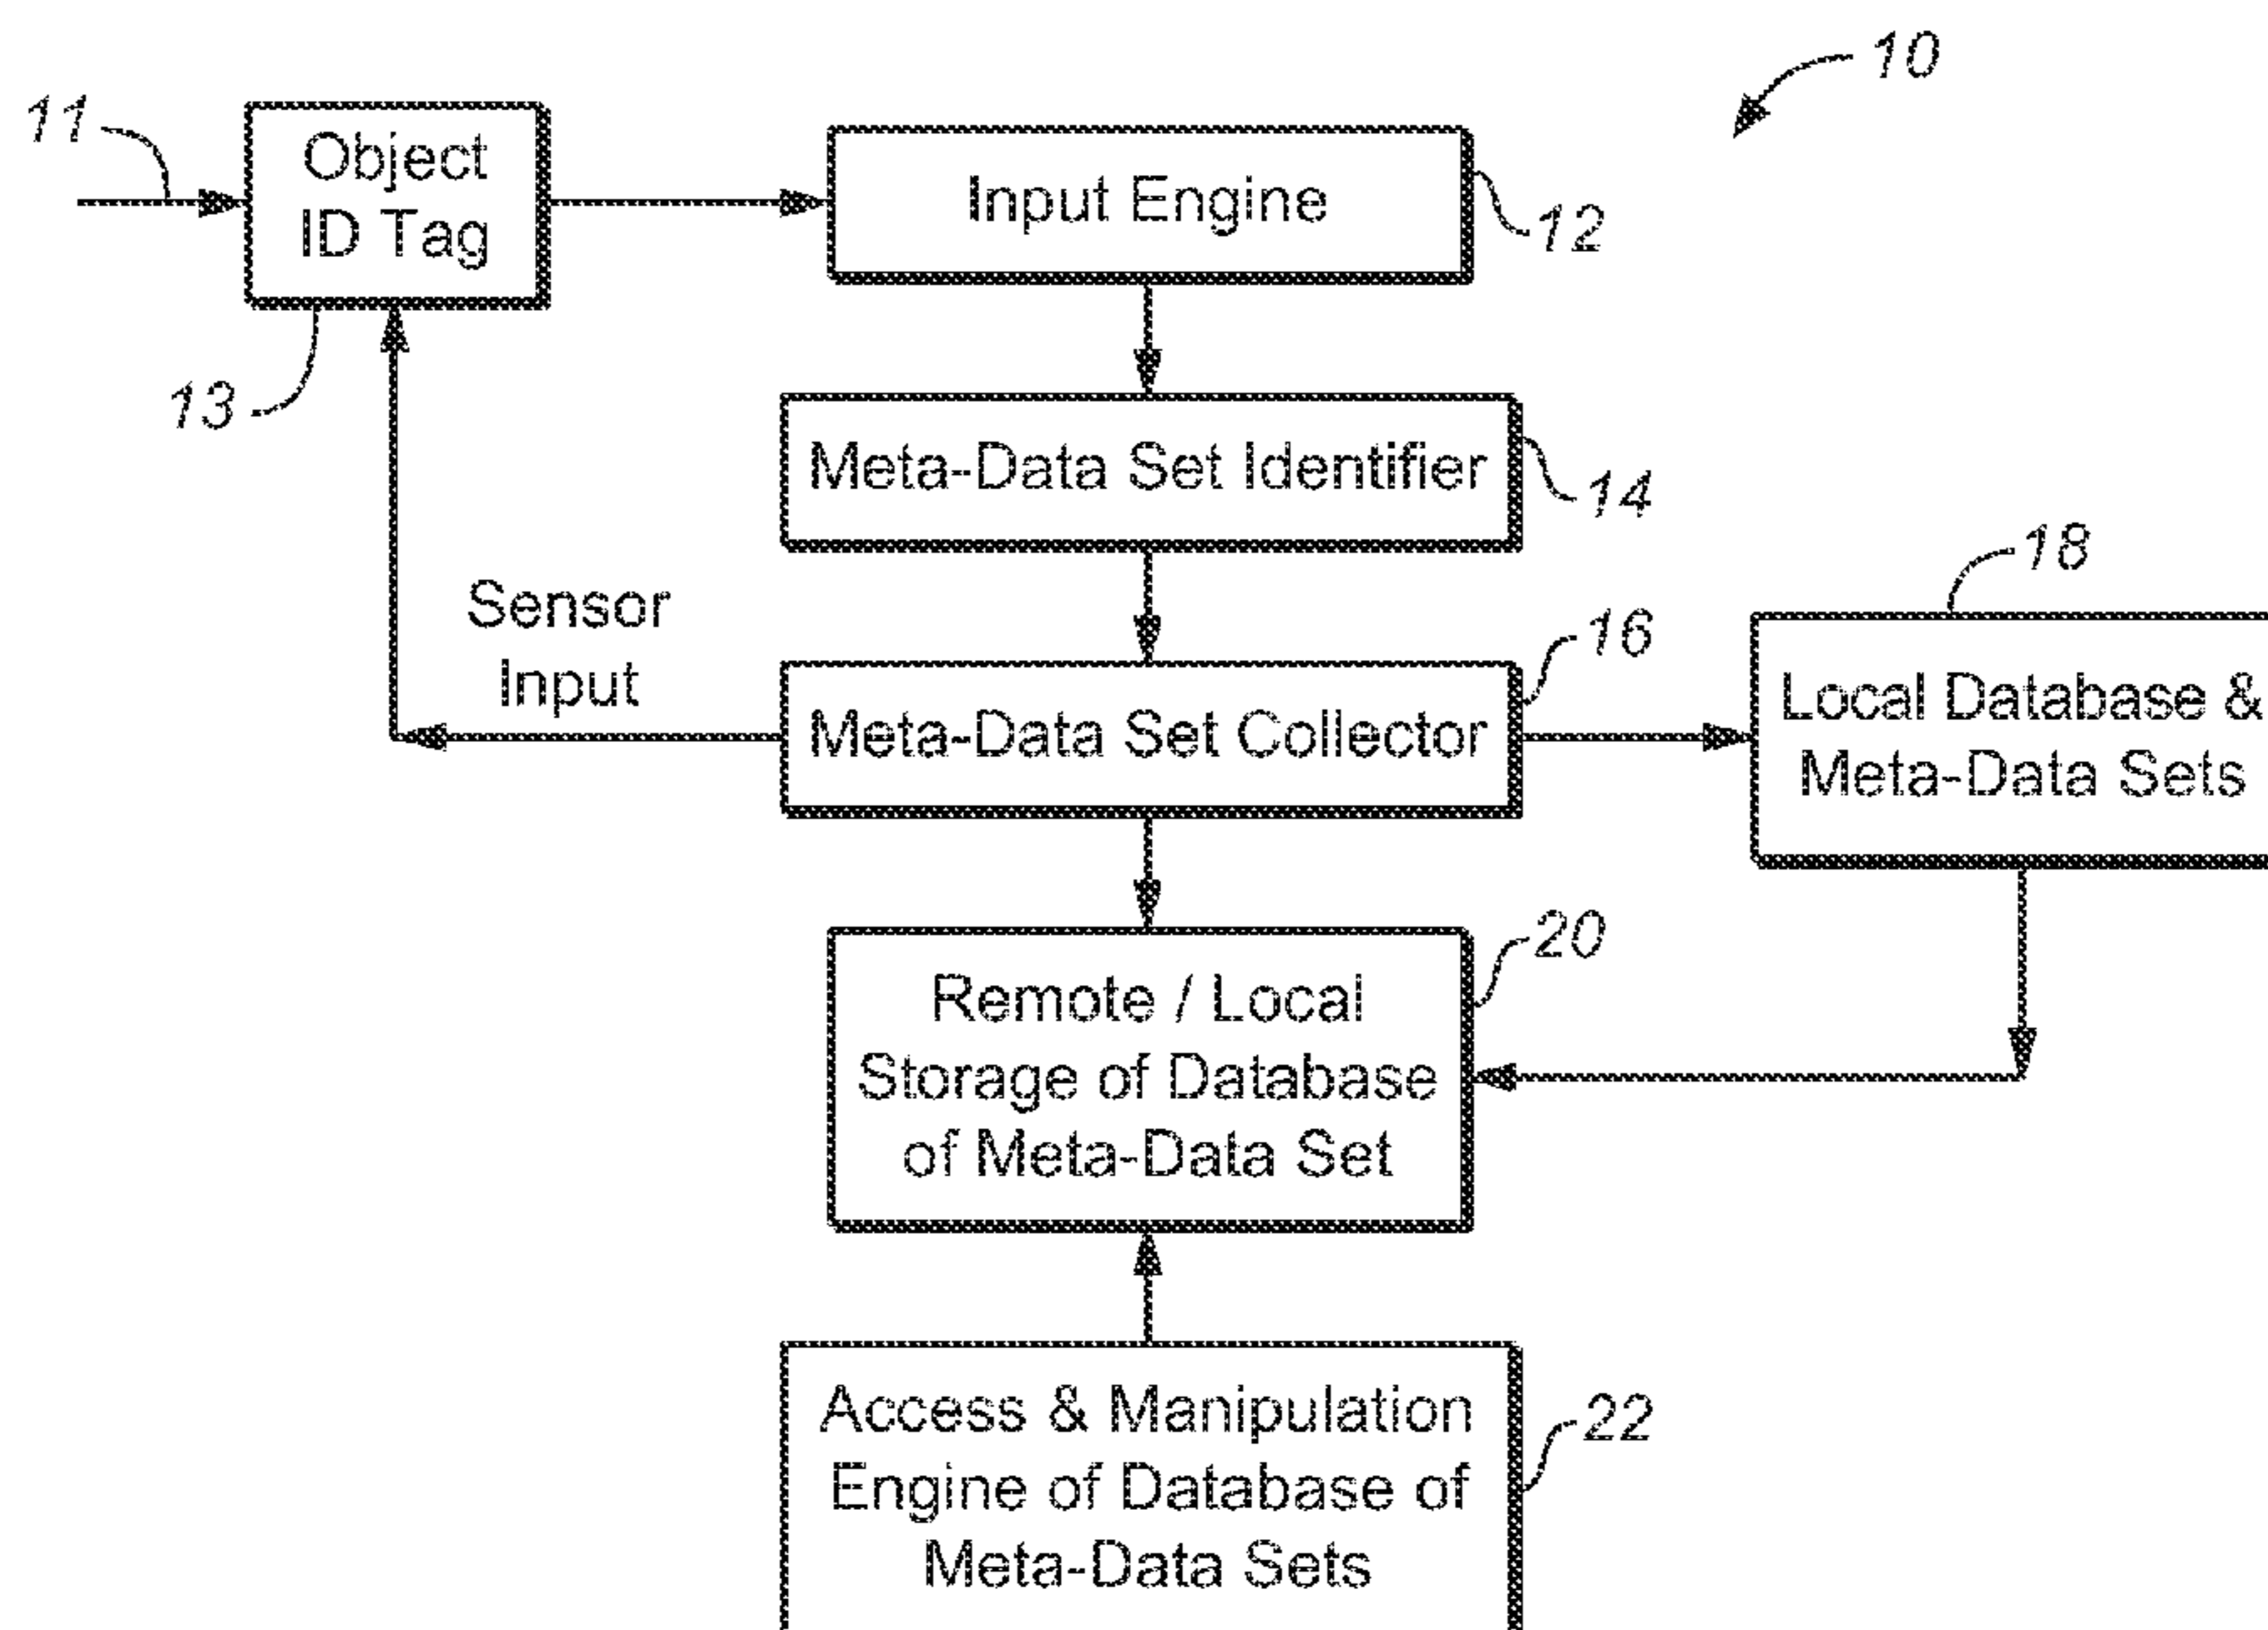 10
11
Object
ID Tag
Input Engine
12
13
Meta-Data Set Identifier
14
18
Sensor
Input
16
Meta-Data Set Collector
Local Database &
Meta-Data Sets
20
Remote / Local
Storage of Database
of Meta-Data Set
Access & Manipulation
Engine of Database of
Meta-Data Sets
22